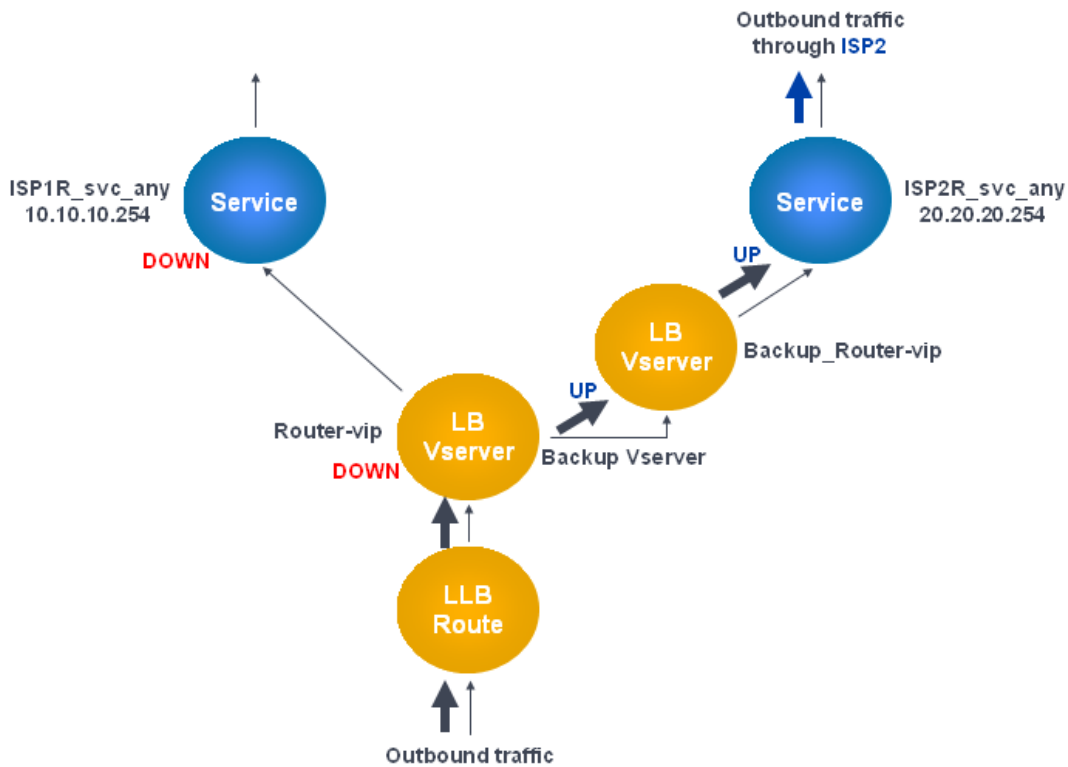 Outbound traffic
through ISP2
ISP1R_svc_any
10.10.10.254
Service
DOWN
Service
ISP2R_svc_any
20.20.20.254
UP
LB
Vserver
Backup_Router-vip
UP
Router-vip
LB
Vserver
DOWN
Backup Vserver
LLB
Route
Outbound traffic